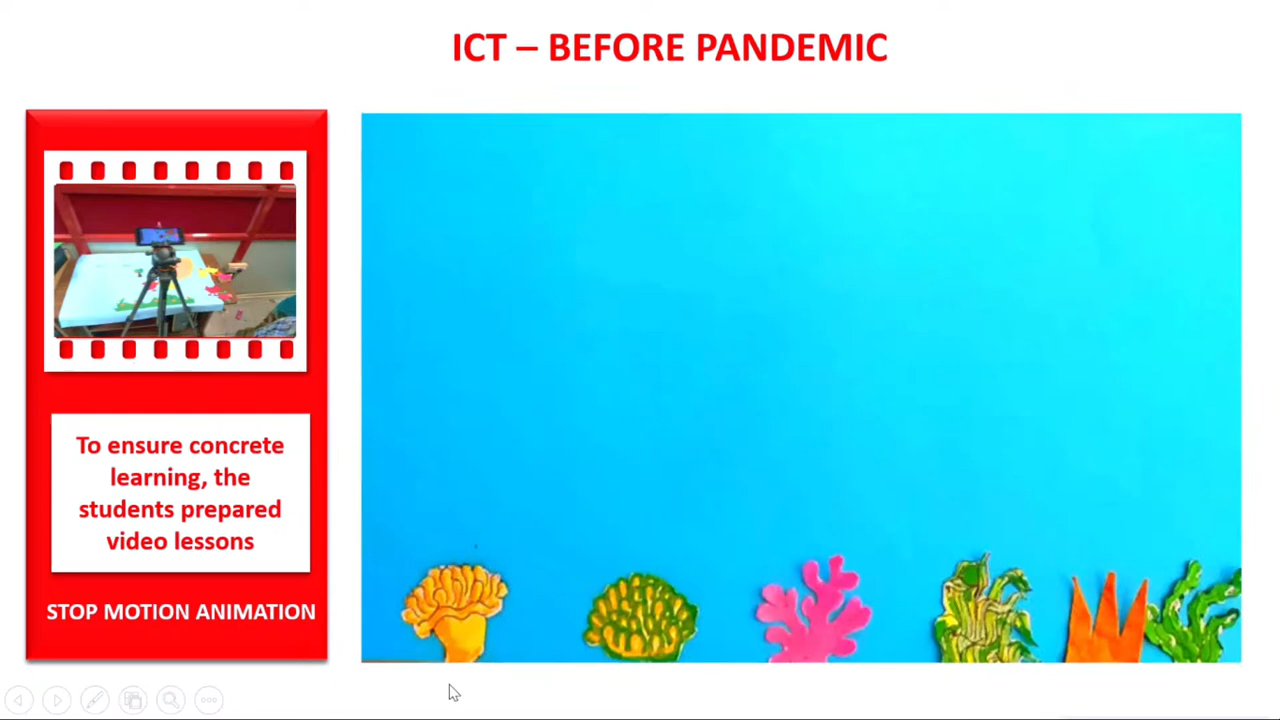 ICT – BEFORE PANDEMIC
To ensure concrete
learning, the
students prepared
video lessons
STOP MOTION ANIMATION